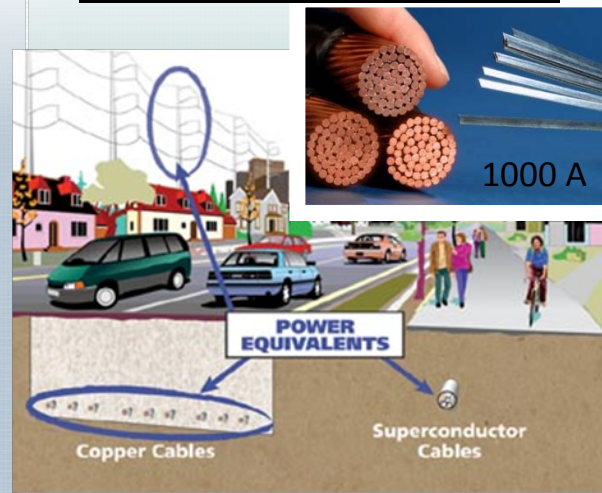 1000 A
POWER
EQUIVALENTS
Copper Cables
Superconductor
Cables